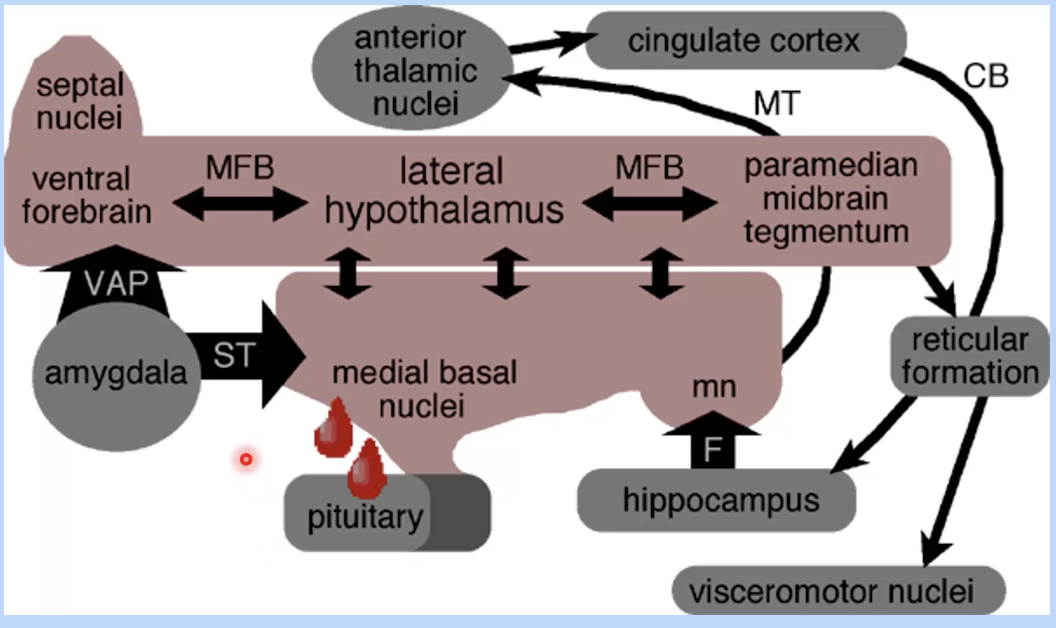 anterior
thalamic
nuclei
cingulate cortex
CB
MT
septal
nuclei
ventral
forebrain
MFB
lateral
hypothalamus
MFB
paramedian
midbrain
tegmentum
VAP
amygdala
ST
medial basal
nuclei
mn
reticular
formation
F
pituitary
hippocampus
visceromotor nuclei